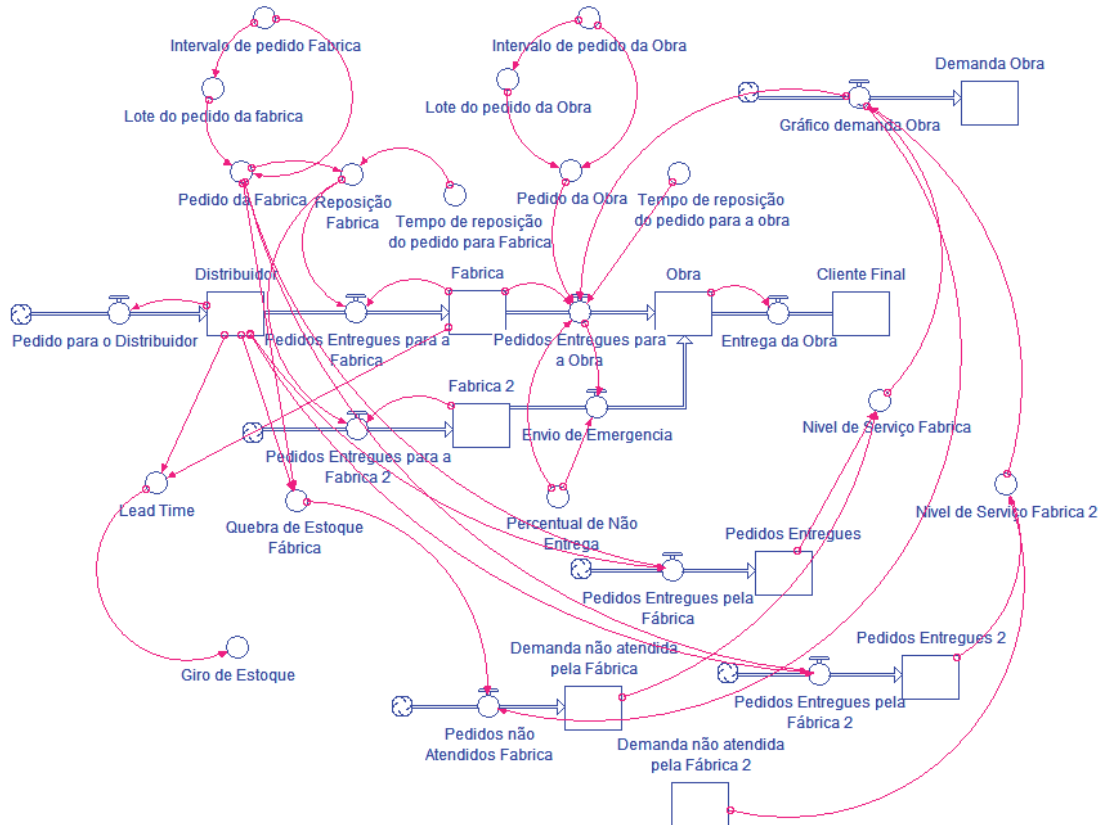 Intervalo de pedido Fabrica
Intervalo de pedido da Obra
Demanda Obra
Lote do pedido da fabrica
Lote do pedido da Obra
Gráfico demanda Obra
Pedido da Fabrica
Reposição
Fabrica
Tempo de reposição
do pedido para Fabrica
Pedido da Obra
Tempo de reposição
do pedido para a obra
Distribuidor
Fabrica
Obra
Cliente Final
Pedido para o Distribuidor
Pedidos Entregues para a
Fabrica
Pedidos Entregues para
a Obra
Entrega da Obra
Fabrica 2
Envio de Emergencia
Nivel de Serviço Fabrica
Pedidos Entregues para a
Fabrica 2
Lead Time
Quebra de Estoque
Fábrica
Percentual de Não
Entrega
Nivel de Serviço Fabrica 2
Pedidos Entregues
Pedidos Entregues pela
Fábrica
Giro de Estoque
Demanda não atendida
pela Fábrica
Pedidos Entregues 2
Pedidos Entregues pela
Fábrica 2
Pedidos não
Atendidos Fabrica
Demanda não atendida
pela Fábrica 2